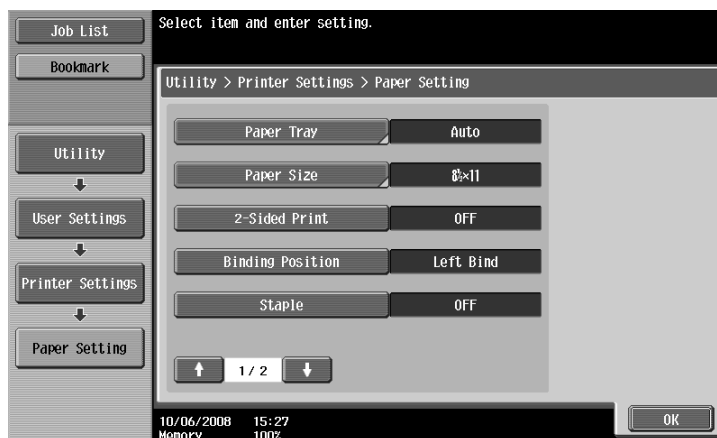 Job List
Bookmark
Select item and enter setting.
Utility > Printer Settings > Paper Setting
Utility
User Settings
Printer Settings
Paper Setting
Paper Tray Auto
Paper Size 8½×11
2-Sided Print OFF
Binding Position Left Bind
Staple OFF
1/ 2
10/06/2008 15:27
Memory 100%
OK